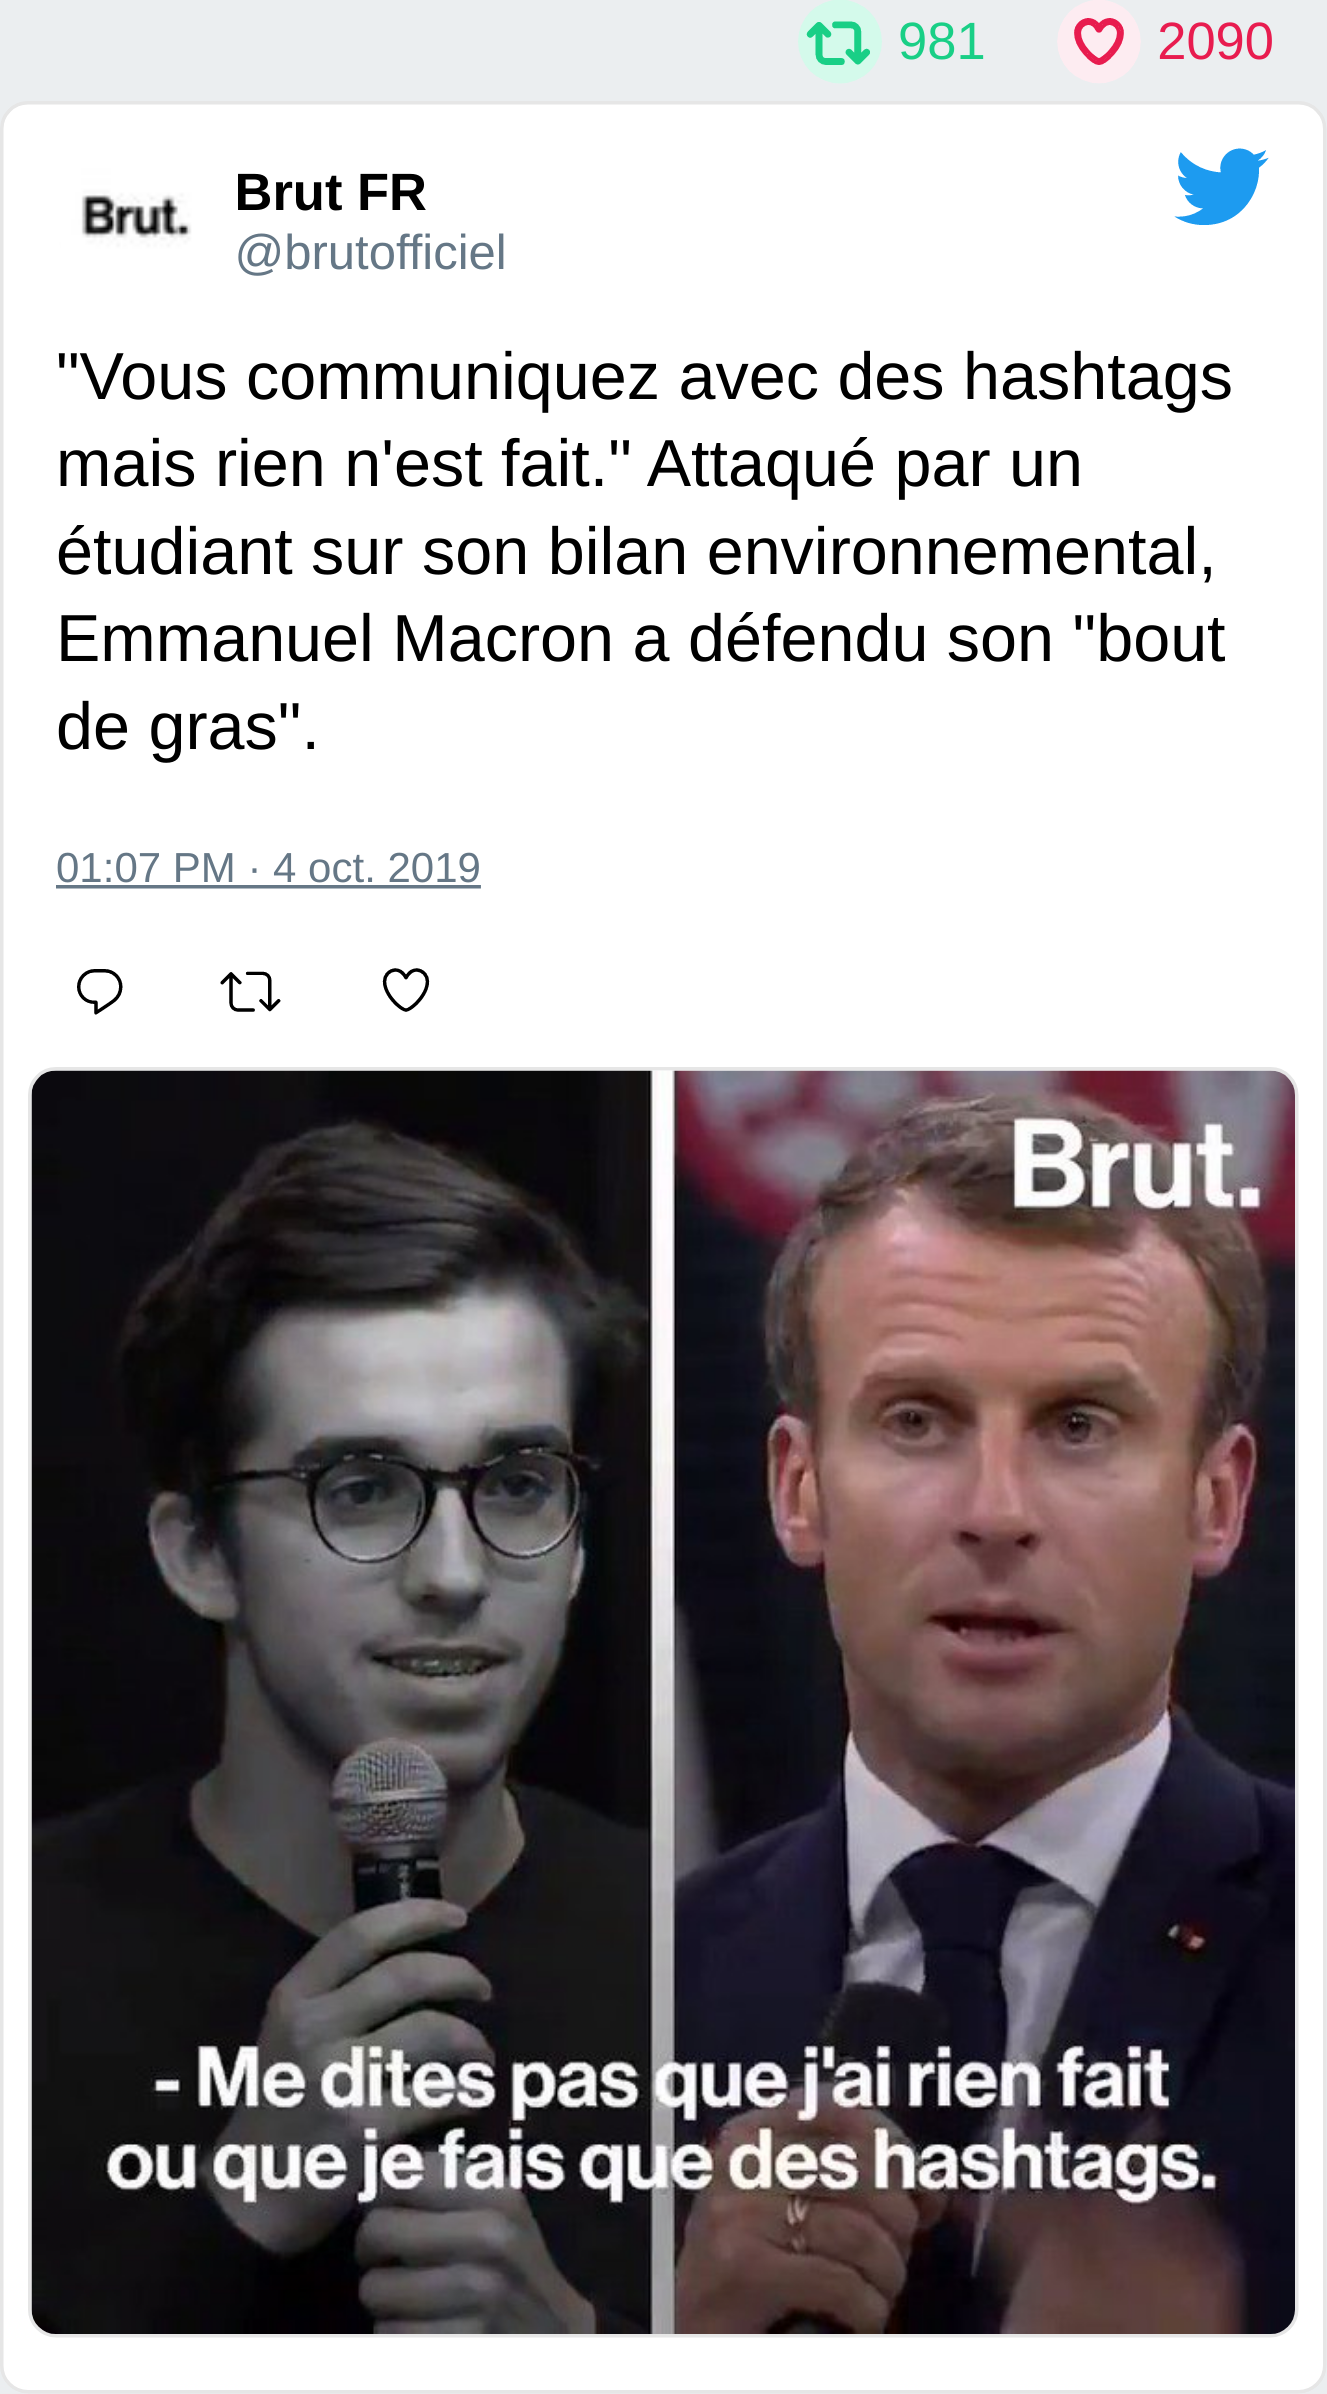 981 2090
Brut.
Brut FR
@brutofficiel
"Vous communiquez avec des hashtags
mais rien n'est fait." Attaqué par un
étudiant sur son bilan environnemental,
Emmanuel Macron a défendu son "bout
de gras".
01:07 PM · 4 oct. 2019
Brut.
- Me dites pas que j'ai rien fait
ou que je fais que des hashtags.